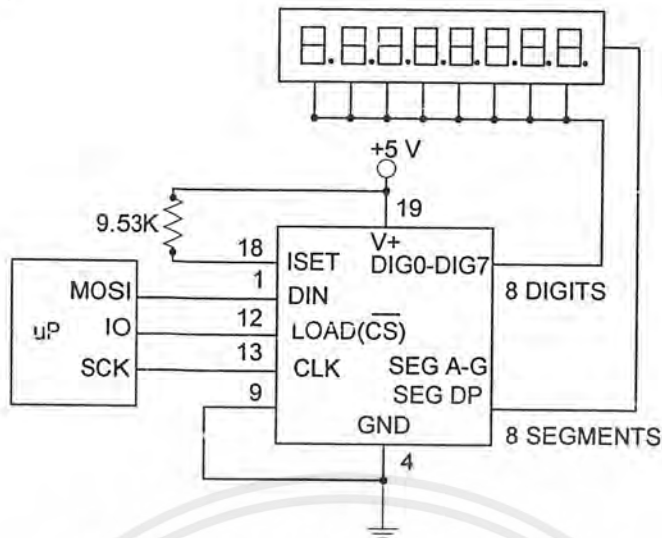 +5 V
19
9.53K
V+
18
ISET
DIG0-DIG7
8 DIGITS
1
MOSI
DIN
uP
IO
12
LOAD(CS)
SCK
13
CLK
SEG A-G
9
SEG DP
GND
8 SEGMENTS
4